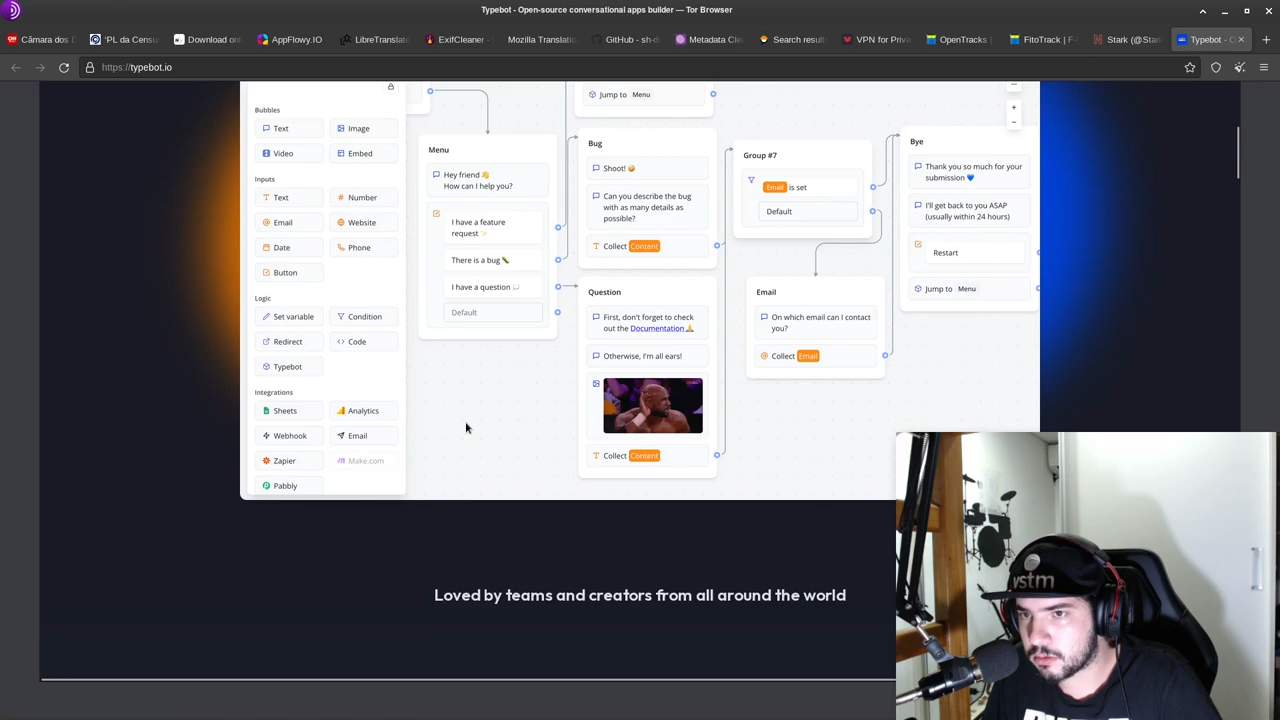 Typebot - Open-source conversational apps builder — Tor Browser
Câmara dos D
'PL da Censu
Download onl
AppFlowy.IO
LibreTranslate
ExifCleaner
Mozilla Translati
GitHub - sh-d
Metadata Cle
Search result
VPN for Priva
OpenTracks |
FitoTrack | F-
Stark (@Star
Typebot - O
https://typebot.io
Bubbles
Text
Image
Video
Embed
Inputs
Text
Number
Email
Website
Date
Phone
Button
Logic
Set variable
Condition
Redirect
Code
Typebot
Integrations
Sheets
Analytics
Webhook
Email
Zapier
Make.com
Pabbly
Menu
Hey friend 👋
How can I help you?
I have a feature
request ✨
There is a bug 🐛
I have a question 💭
Default
Jump to Menu
Bug
Shoot! 🤪
Can you describe the bug
with as many details as
possible?
Collect Content
Question
First, don't forget to check
out the Documentation 🙏
Otherwise, I'm all ears!
Collect Content
Group #7
Email is set
Default
Email
On which email can I contact
you?
Collect Email
Bye
Thank you so much for your
submission 💙
I'll get back to you ASAP
(usually within 24 hours)
Restart
Jump to Menu
Loved by teams and creators from all around the world
vstm